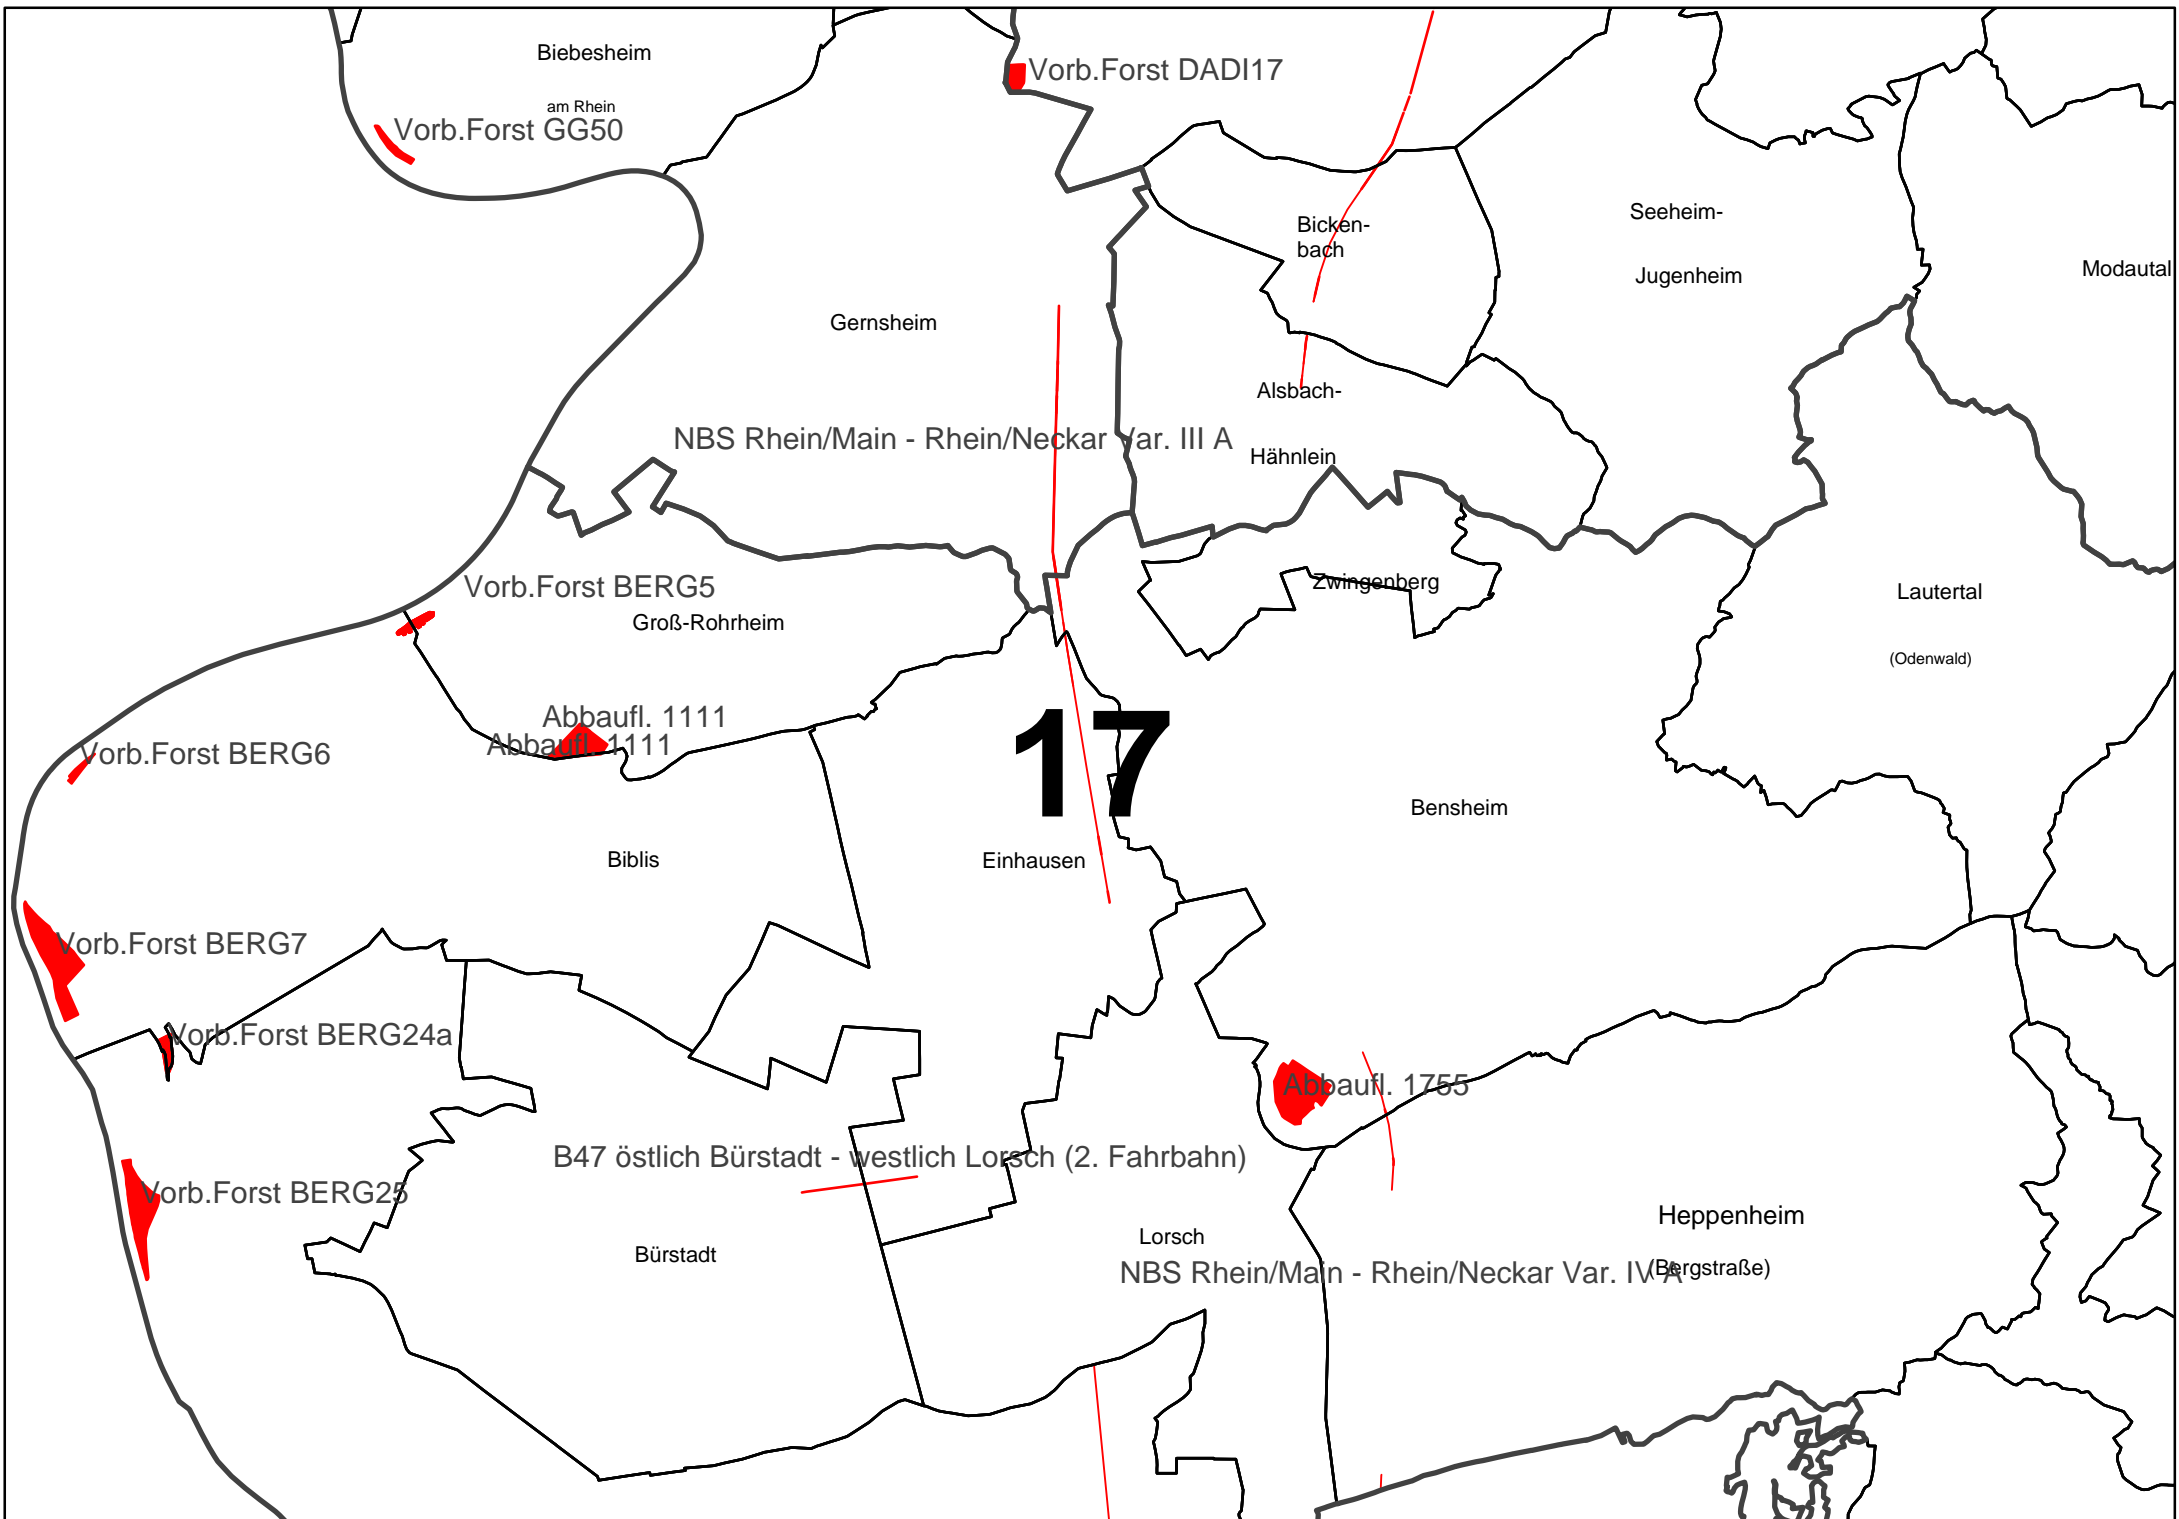 Biebesheim
am Rhein
Vorb.Forst GG50
Vorb.Forst DADI17
Bicken-
bach
Seeheim-
Jugenheim
Modautal
Gernsheim
Alsbach-
Hähnlein
NBS Rhein/Main - Rhein/Neckar Var. III A
Vorb.Forst BERG5
Groß-Rohrheim
Zwingenberg
Lautertal
(Odenwald)
Abbaufl. 1111
Abbaufl. 1111
Vorb.Forst BERG6
17
Bensheim
Biblis
Einhausen
Vorb.Forst BERG7
Vorb.Forst BERG24a
Abbaufl. 1755
B47 östlich Bürstadt - westlich Lorsch (2. Fahrbahn)
Vorb.Forst BERG25
Bürstadt
Lorsch
Heppenheim
(Bergstraße)
NBS Rhein/Main - Rhein/Neckar Var. IV A